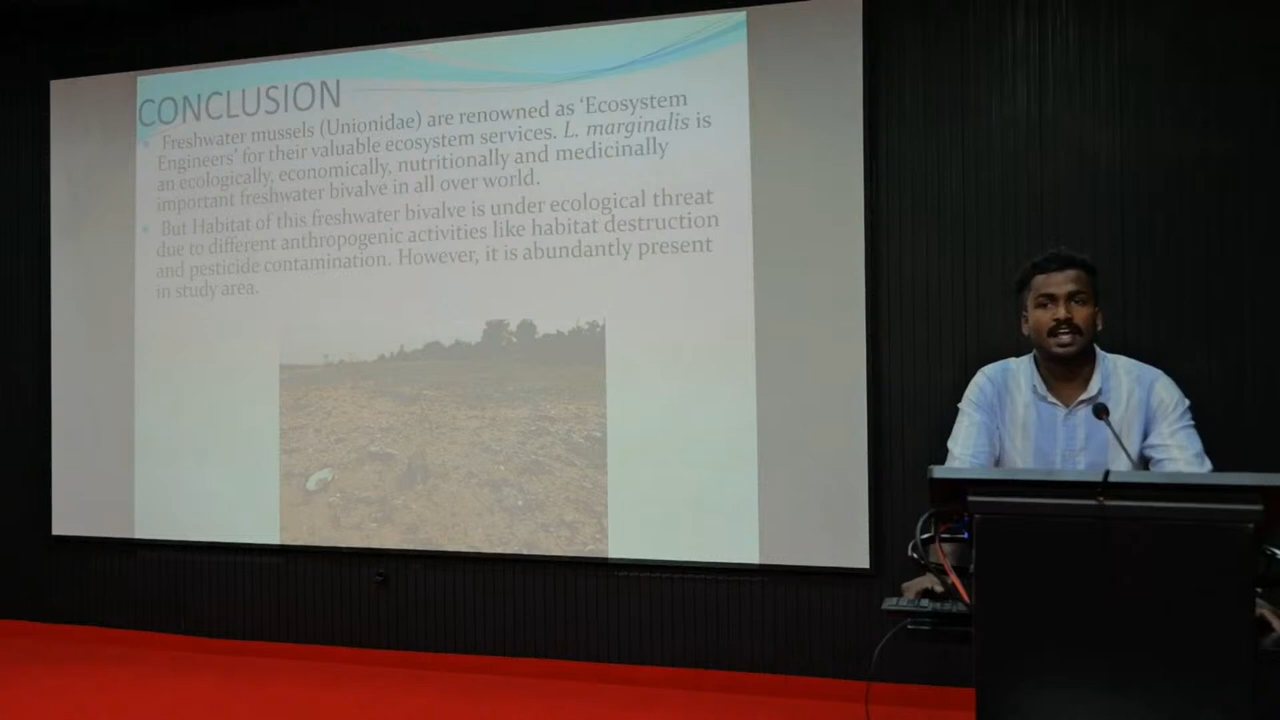 CONCLUSION
Freshwater mussels (Unionidae) are renowned as ‘Ecosystem
Engineers’ for their valuable ecosystem services. L. marginalis is
an ecologically, economically, nutritionally and medicinally
important freshwater bivalve in all over world.
But Habitat of this freshwater bivalve is under ecological threat
due to different anthropogenic activities like habitat destruction
and pesticide contamination. However, it is abundantly present
in study area.